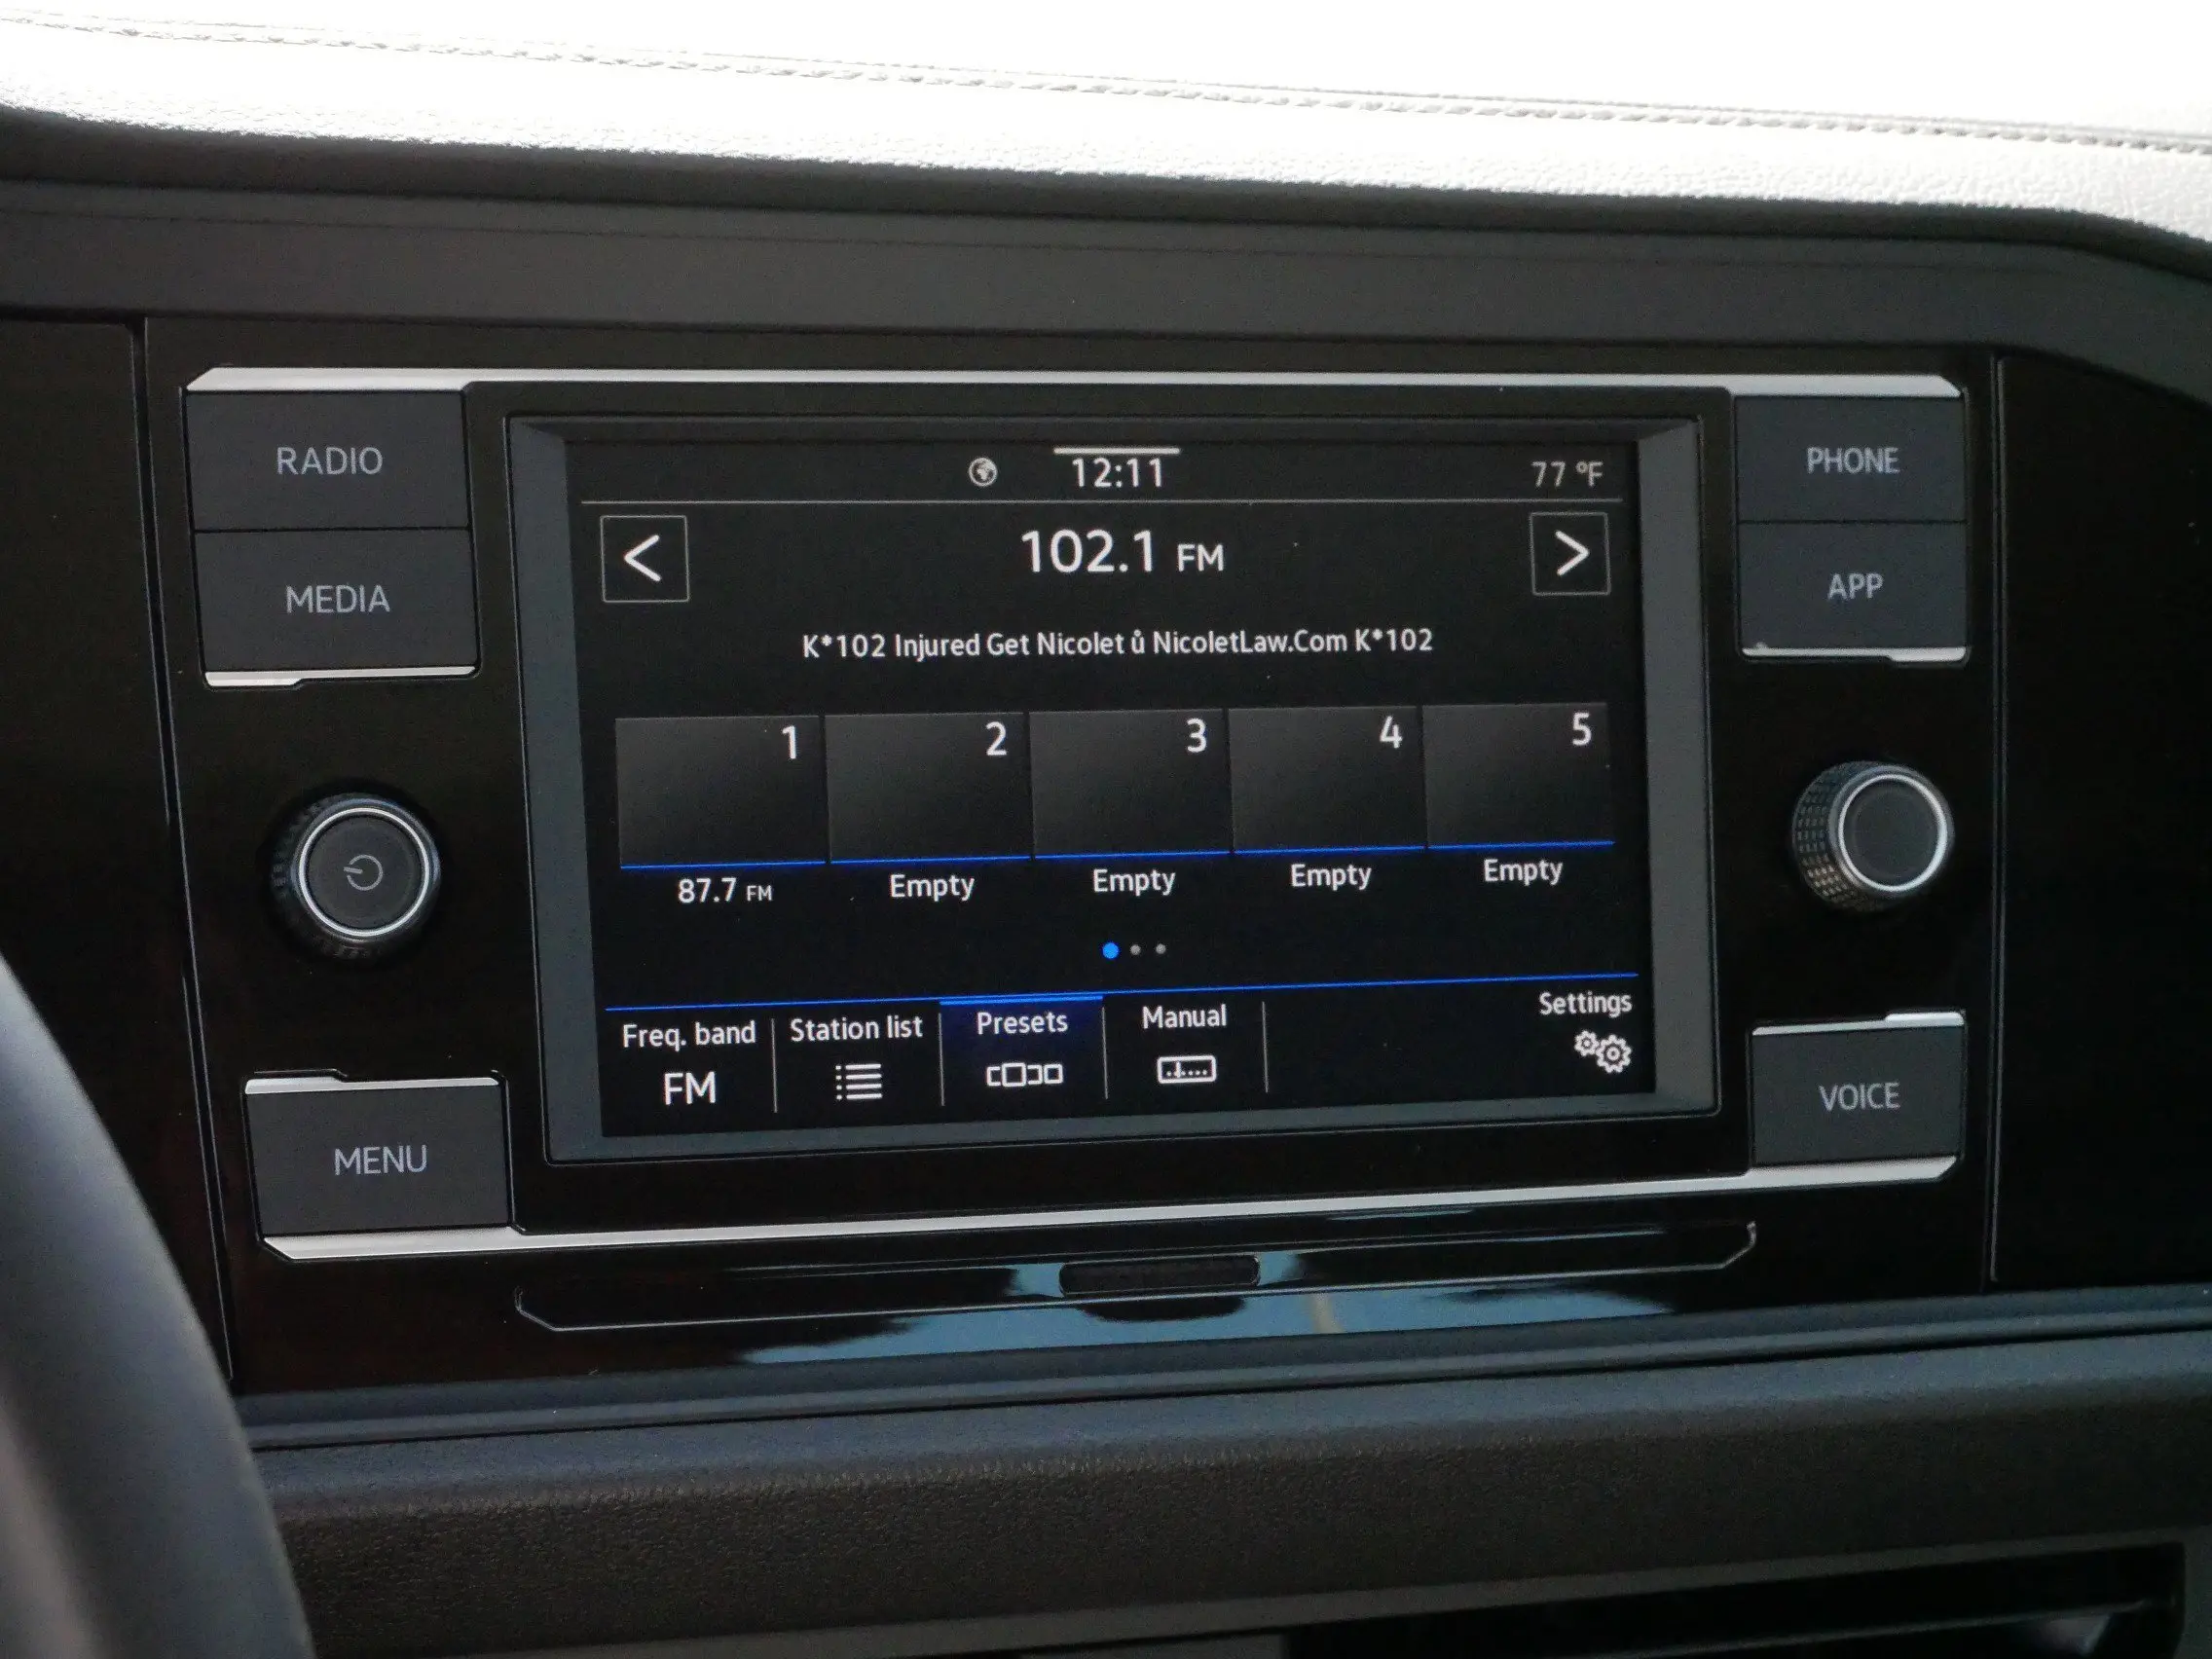 RADIO
MEDIA
MENU
12:11
77 °F
<
102.1 FM
>
K*102 Injured Get Nicolet ů NicoletLaw.Com K*102
1
2
3
4
5
87.7 FM
Empty
Empty
Empty
Empty
Freq. band
FM
Station list
Presets
Manual
Settings
PHONE
APP
VOICE